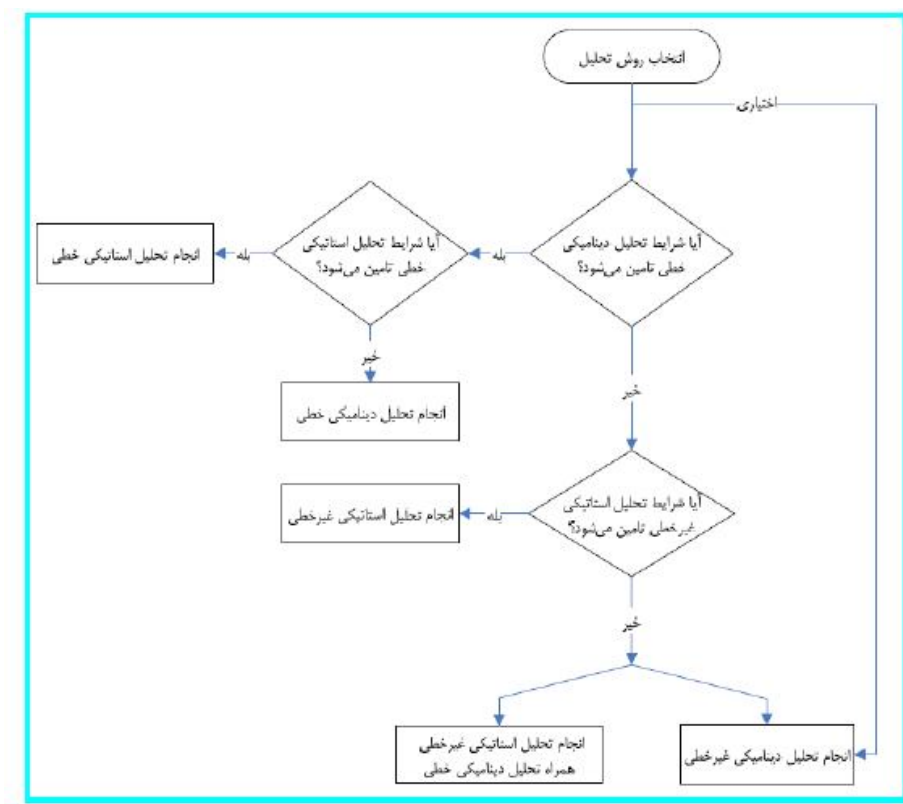 انتخاب روش تحلیل
اختیاری
آیا شرایط تحلیل دینامیکی
خطی تامین می‌شود؟
بله
آیا شرایط تحلیل استاتیکی
خطی تامین می‌شود؟
بله
انجام تحلیل استاتیکی خطی
خیر
انجام تحلیل دینامیکی خطی
خیر
آیا شرایط تحلیل استاتیکی
غیرخطی تامین می‌شود؟
بله
انجام تحلیل استاتیکی غیرخطی
خیر
انجام تحلیل دینامیکی غیرخطی
انجام تحلیل استاتیکی غیرخطی
همراه تحلیل دینامیکی خطی